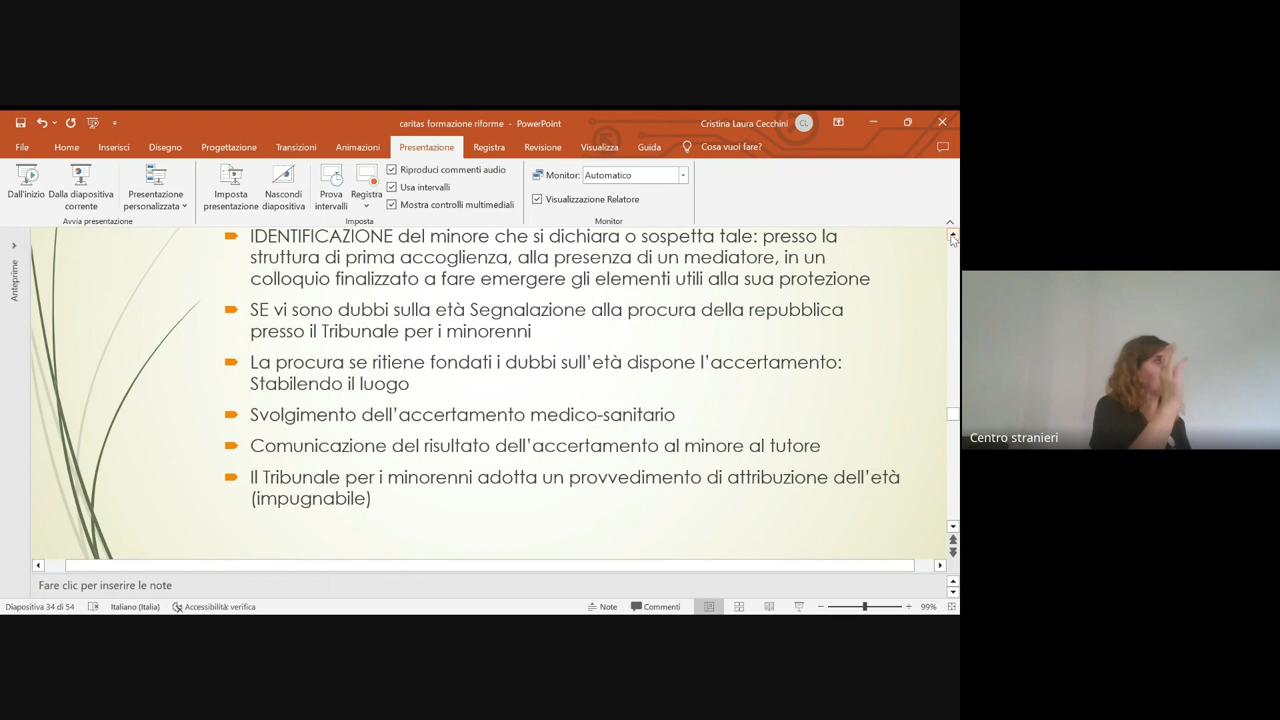 caritas formazione riforme - PowerPoint
Cristina Laura Cecchini CL
File Home Inserisci Disegno Progettazione Transizioni Animazioni Presentazione Registra Revisione Visualizza Guida Cosa vuoi fare?
Dall'inizio
Dalla diapositiva
corrente
Presentazione
personalizzata
Avvia presentazione
Imposta
presentazione
Nascondi
diapositiva
Prova
intervalli
Registra
Riproduci commenti audio
Usa intervalli
Mostra controlli multimediali
Imposta
Monitor: Automatico
Visualizzazione Relatore
Monitor
Anteprime
IDENTIFICAZIONE del minore che si dichiara o sospetta tale: presso la
struttura di prima accoglienza, alla presenza di un mediatore, in un
colloquio finalizzato a fare emergere gli elementi utili alla sua protezione
SE vi sono dubbi sulla età Segnalazione alla procura della repubblica
presso il Tribunale per i minorenni
La procura se ritiene fondati i dubbi sull'età dispone l'accertamento:
Stabilendo il luogo
Svolgimento dell'accertamento medico-sanitario
Comunicazione del risultato dell'accertamento al minore al tutore
Il Tribunale per i minorenni adotta un provvedimento di attribuzione dell'età
(impugnabile)
Fare clic per inserire le note
Diapositiva 34 di 54 Italiano (Italia) Accessibilità: verifica Note Commenti 99%
Centro stranieri